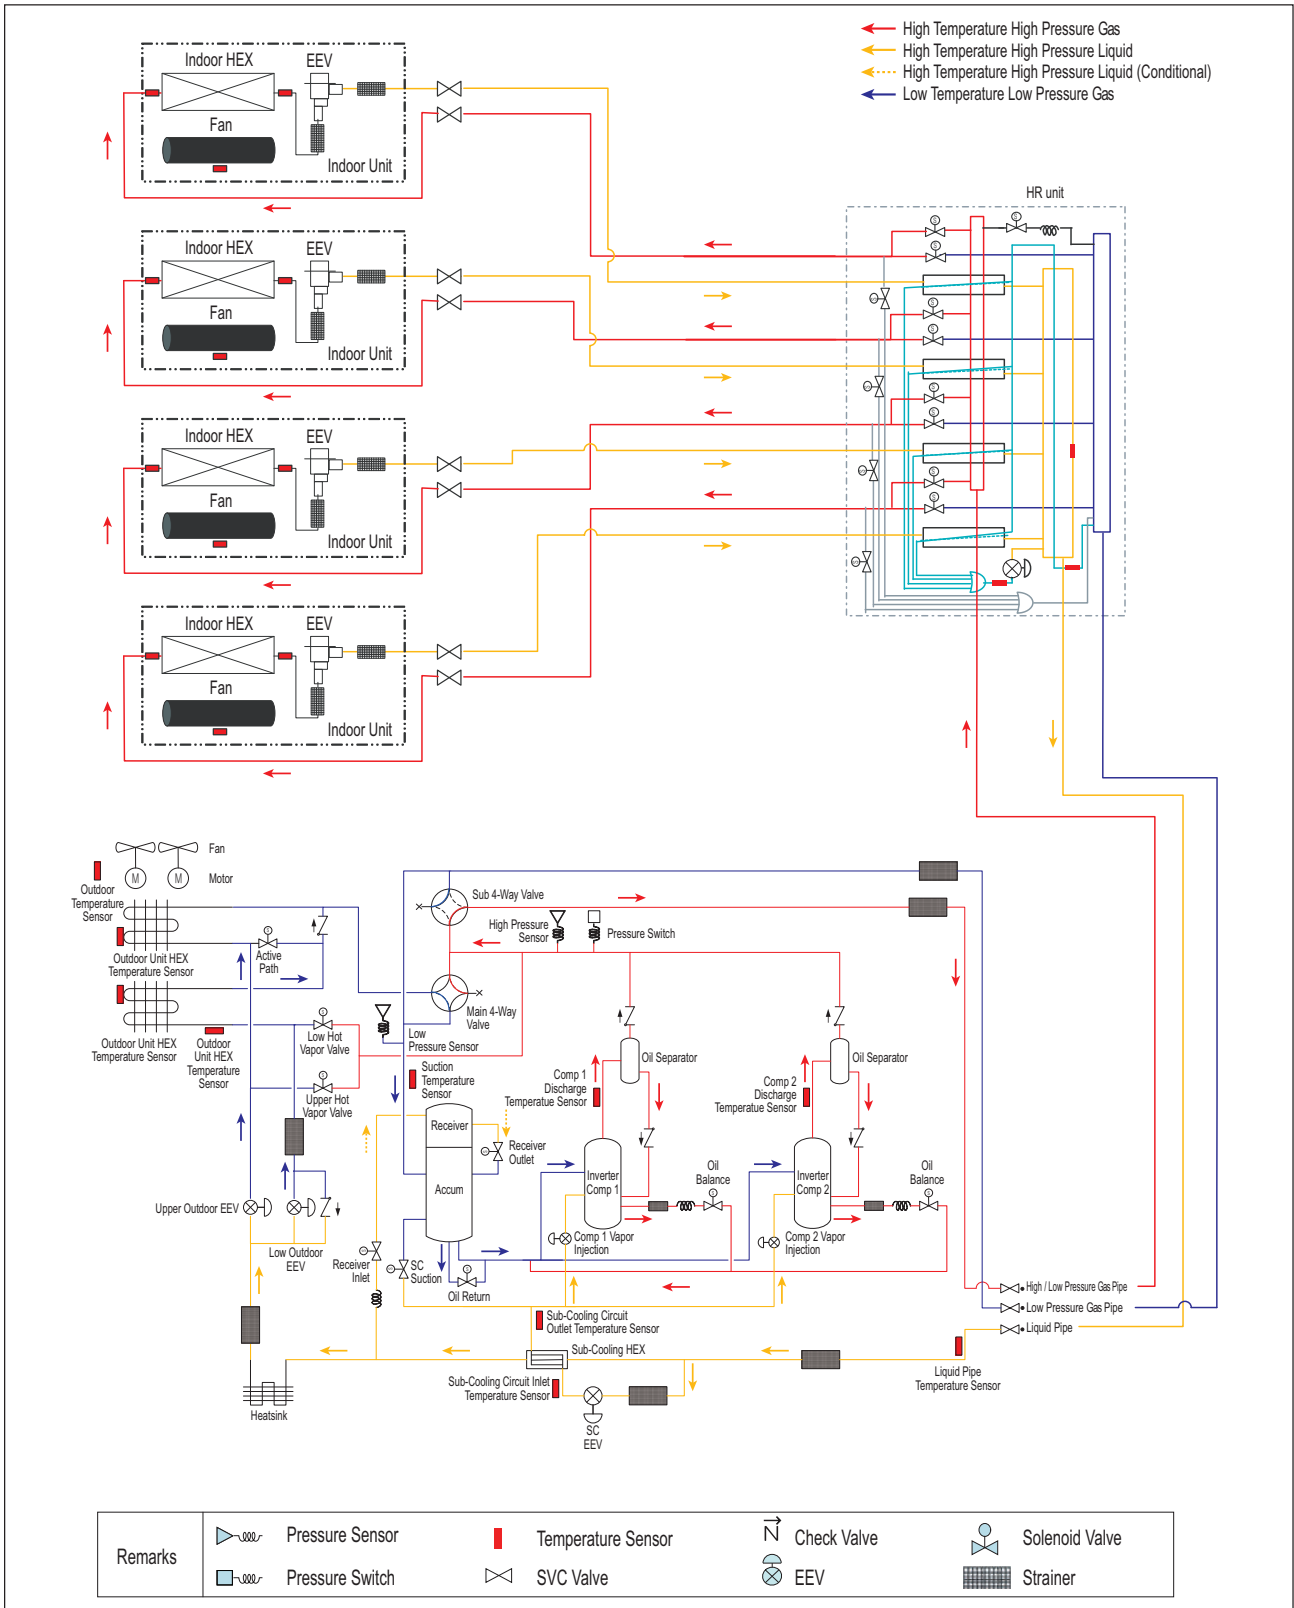 High Temperature High Pressure Gas
High Temperature High Pressure Liquid
High Temperature High Pressure Liquid (Conditional)
Low Temperature Low Pressure Gas
Indoor HEX
EEV
Fan
Indoor Unit
HR unit
Indoor HEX
EEV
Fan
Indoor Unit
Indoor HEX
EEV
Fan
Indoor Unit
Indoor HEX
EEV
Fan
Indoor Unit
Fan
M
M
Motor
Outdoor
Temperature
Sensor
Sub 4-Way Valve
High Pressure
Sensor
Pressure Switch
Outdoor Unit HEX
Temperature Sensor
Active
Path
Main 4-Way
Valve
Outdoor Unit HEX
Temperature Sensor
Outdoor
Unit HEX
Temperature
Sensor
Low Hot
Vapor Valve
Upper Hot
Vapor Valve
Low
Pressure Sensor
Suction
Temperature
Sensor
Oil Separator
Oil Separator
Comp 1
Discharge
Temperatue Sensor
Comp 2
Discharge
Temperatue Sensor
Receiver
Receiver
Outlet
Accum
Inverter
Comp 1
Oil
Balance
Inverter
Comp 2
Oil
Balance
Upper Outdoor EEV
Low Outdoor
EEV
Receiver
Inlet
SC
Suction
Oil Return
Comp 1 Vapor
Injection
Comp 2 Vapor
Injection
High / Low Pressure Gas Pipe
Low Pressure Gas Pipe
Liquid Pipe
Sub-Cooling Circuit
Outlet Temperature Sensor
Sub-Cooling HEX
Sub-Cooling Circuit Inlet
Temperature Sensor
Liquid Pipe
Temperature Sensor
Heatsink
SC
EEV
Remarks
Pressure Sensor
Temperature Sensor
Check Valve
Solenoid Valve
Pressure Switch
SVC Valve
EEV
Strainer